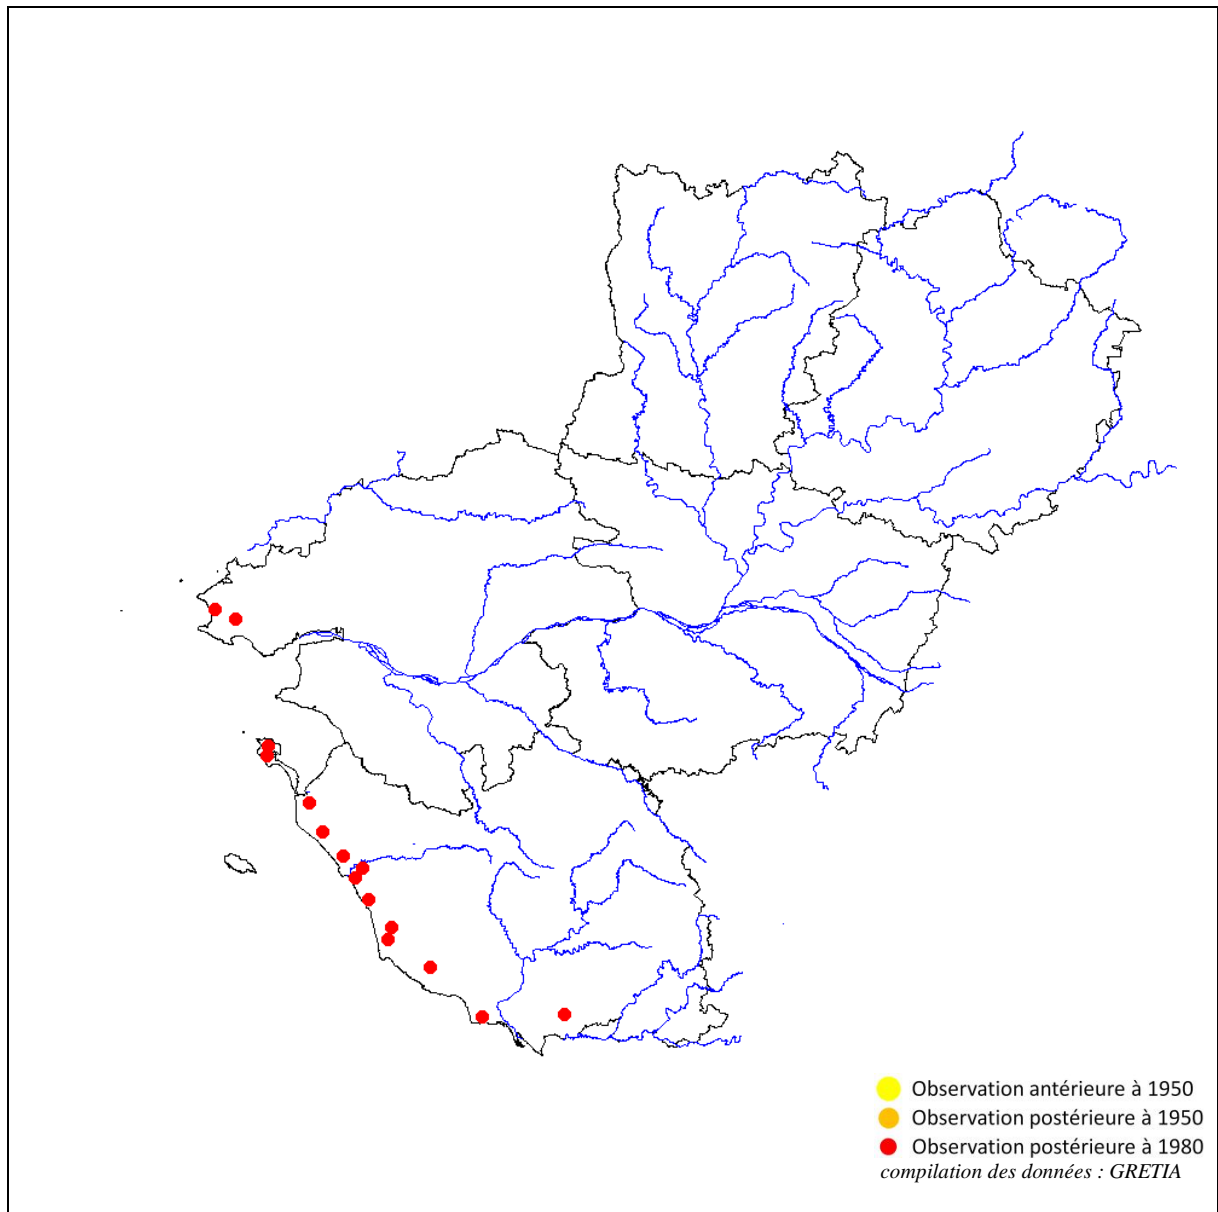 Observation antérieure à 1950
Observation postérieure à 1950
Observation postérieure à 1980
compilation des données : GRETIA